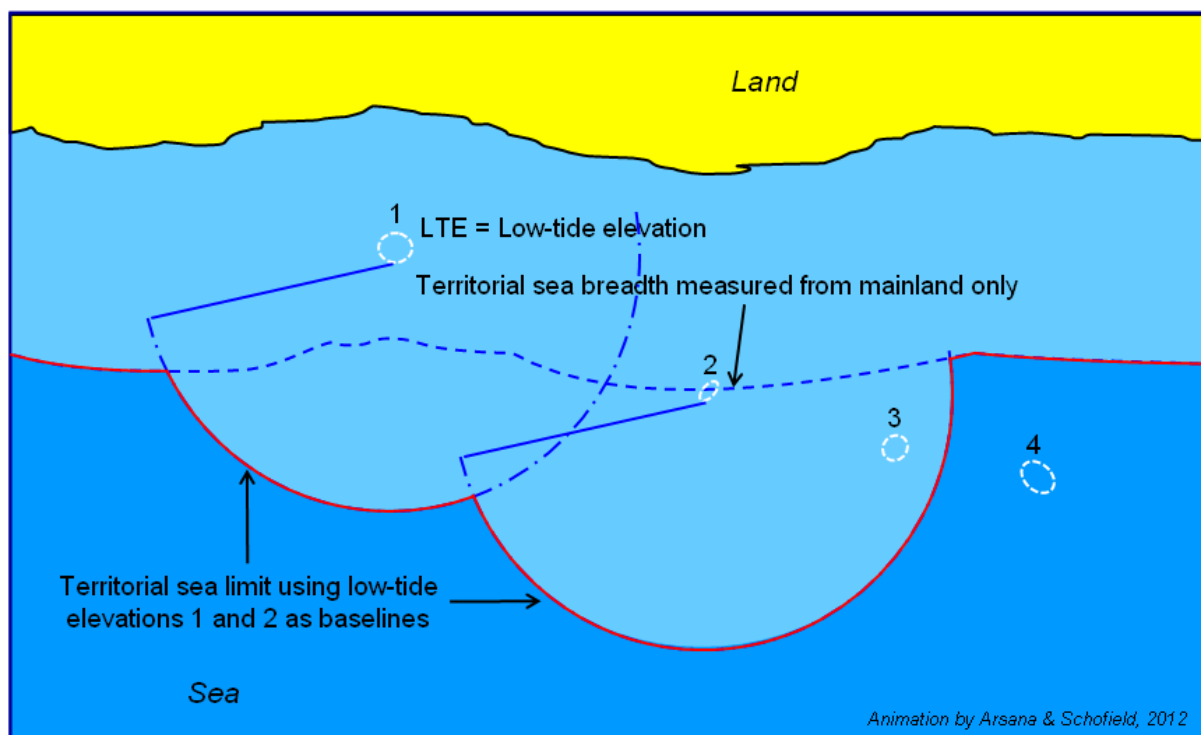 Land
1
LTE = Low-tide elevation
Territorial sea breadth measured from mainland only
2
3
4
Territorial sea limit using low-tide
elevations 1 and 2 as baselines
Sea
Animation by Arsana & Schofield, 2012